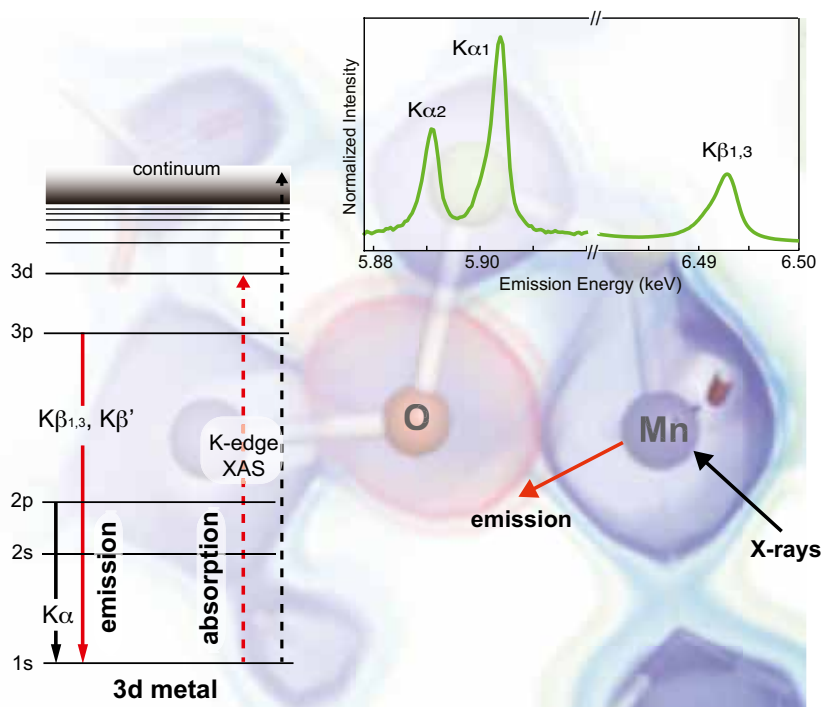 //
Kα1
Kα2
Kβ1,3
Normalized Intensity
//
5.88
5.90
6.49
6.50
Emission Energy (keV)
continuum
3d
3p
Kβ1,3, Kβ’
K-edge
XAS
2p
2s
emission
absorption
Kα
1s
3d metal
O
Mn
emission
X-rays